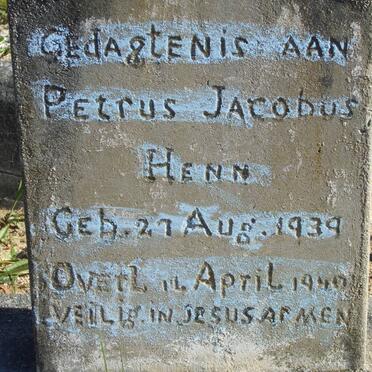 GEDAgTENIS AAN
PETRUS JACOBUS
HENN
GEB. 27 AUg. 1939
OVERL 11 APRIL 1940
VEILIg. IN JESUS ARMEN